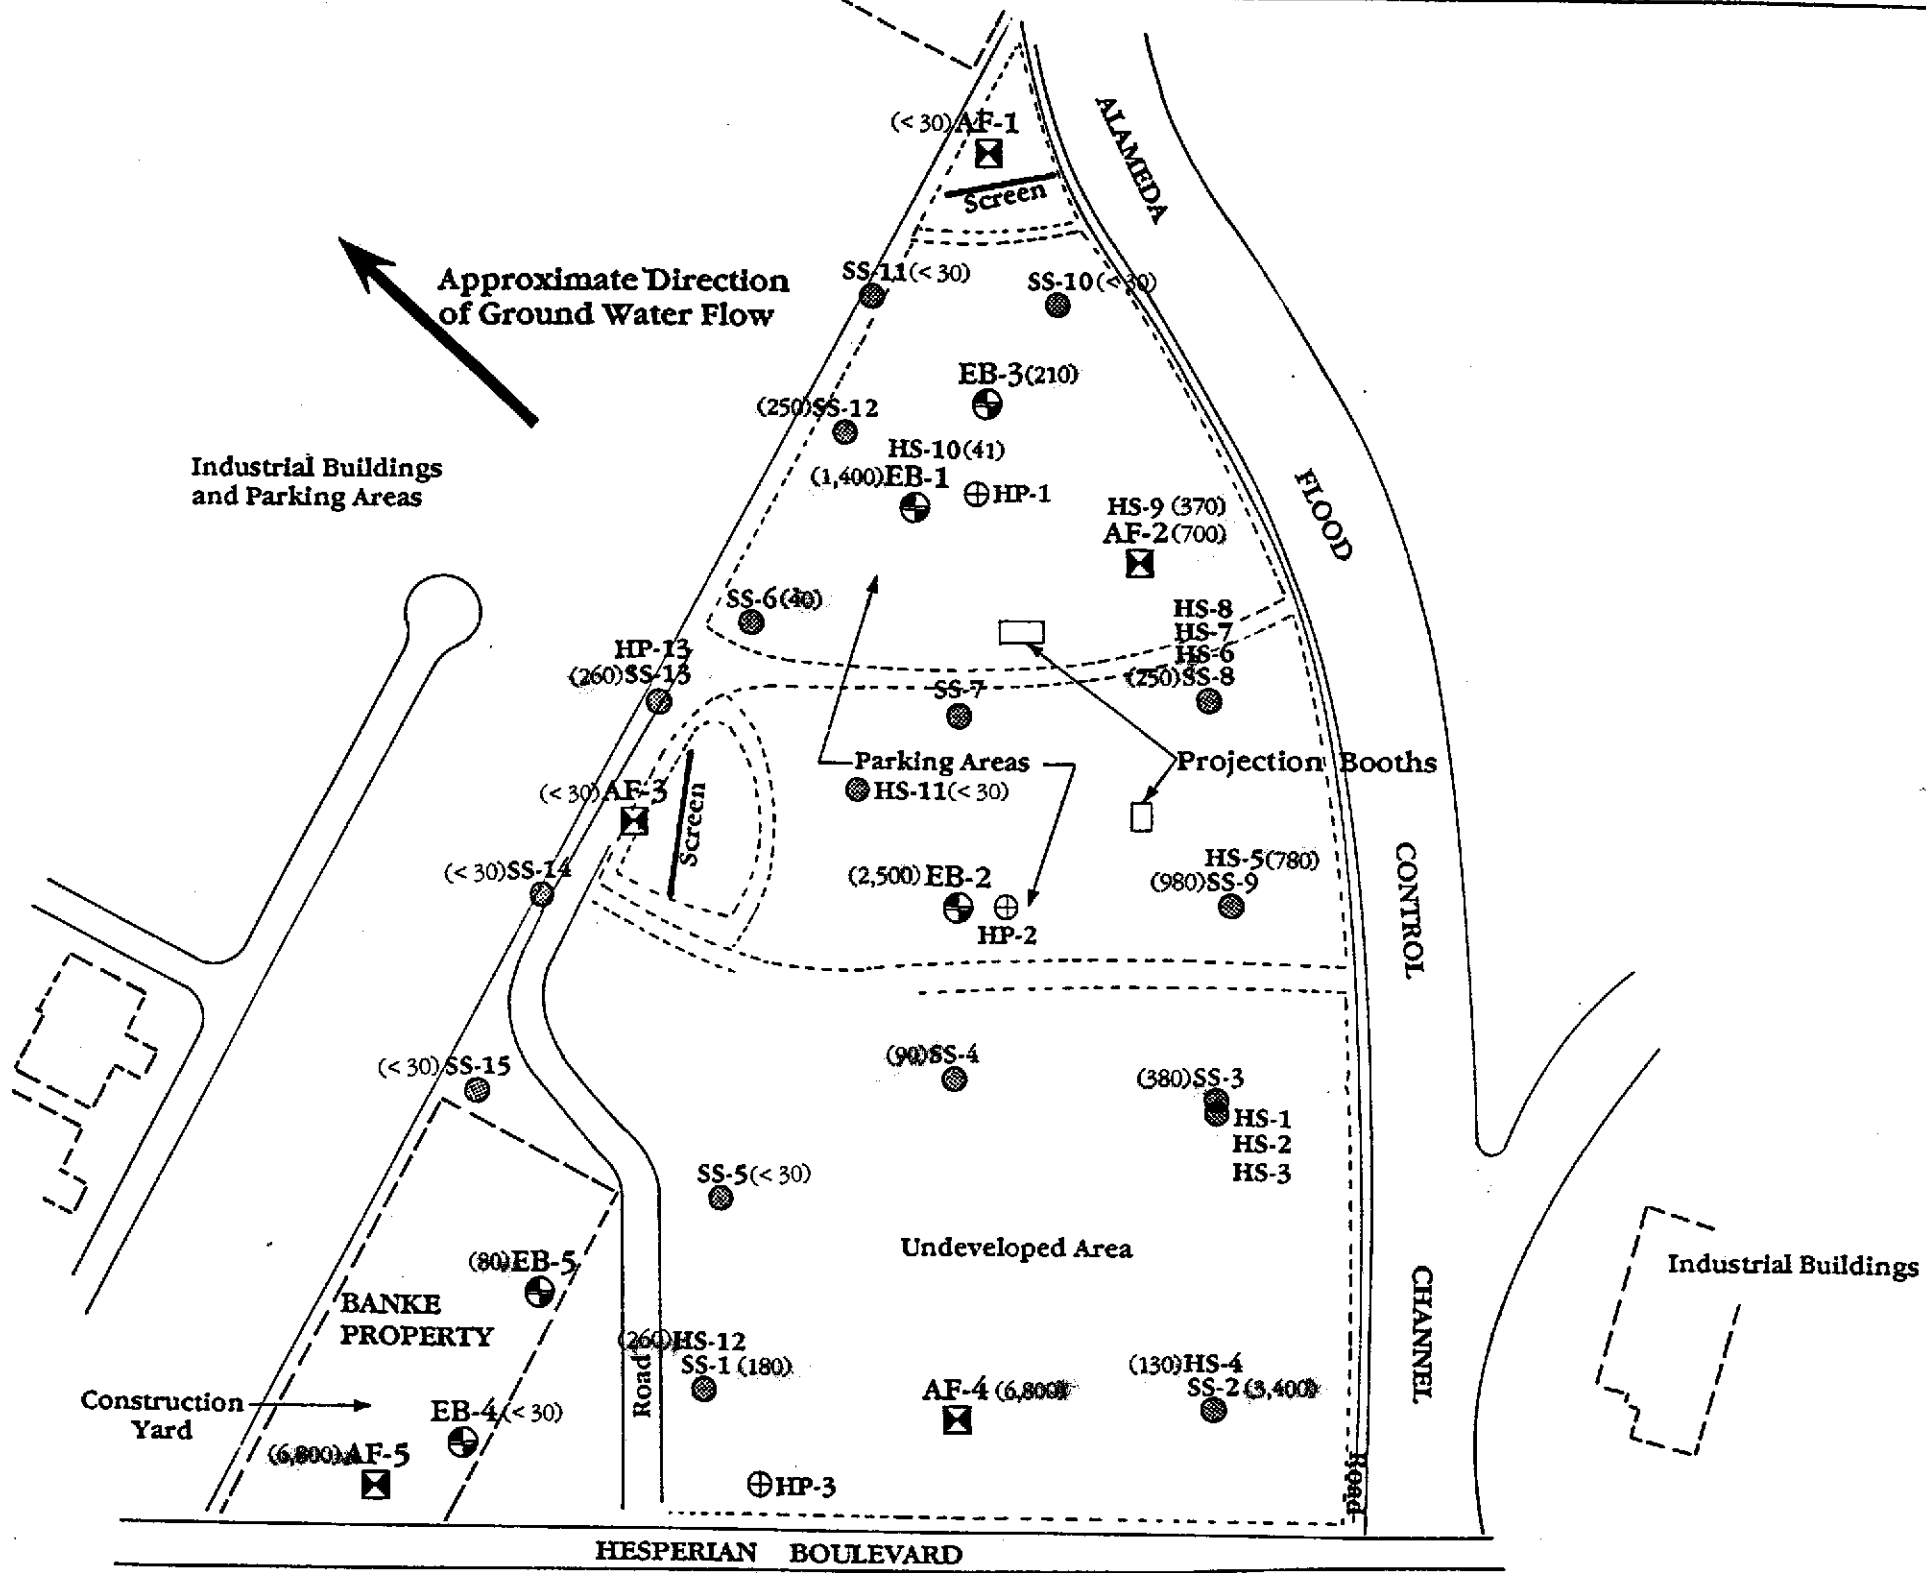 (< 30) AF-1
Screen
ALAMEDA
Approximate Direction
of Ground Water Flow
SS-11 (< 30)
SS-10 (< 30)
EB-3 (210)
(250) SS-12
HS-10 (41)
(1,400) EB-1
HP-1
Industrial Buildings
and Parking Areas
HS-9 (370)
AF-2 (700)
FLOOD
SS-6 (40)
HS-8
HS-7
HS-6
(250) SS-8
HP-13
(260) SS-13
SS-7
Parking Areas
Projection Booths
HS-11 (< 30)
(< 30) AF-3
Screen
(< 30) SS-14
(2,500) EB-2
HP-2
HS-5 (780)
(980) SS-9
CONTROL
(90) SS-4
(380) SS-3
HS-1
HS-2
HS-3
(< 30) SS-15
SS-5 (< 30)
Undeveloped Area
Industrial Buildings
(80) EB-5
BANKE
PROPERTY
(260) HS-12
SS-1 (180)
Road
(130) HS-4
SS-2 (3,400)
AF-4 (6,800)
CHANNEL
Construction
Yard
EB-4 (< 30)
(6,800) AF-5
HP-3
Road
HESPERIAN BOULEVARD